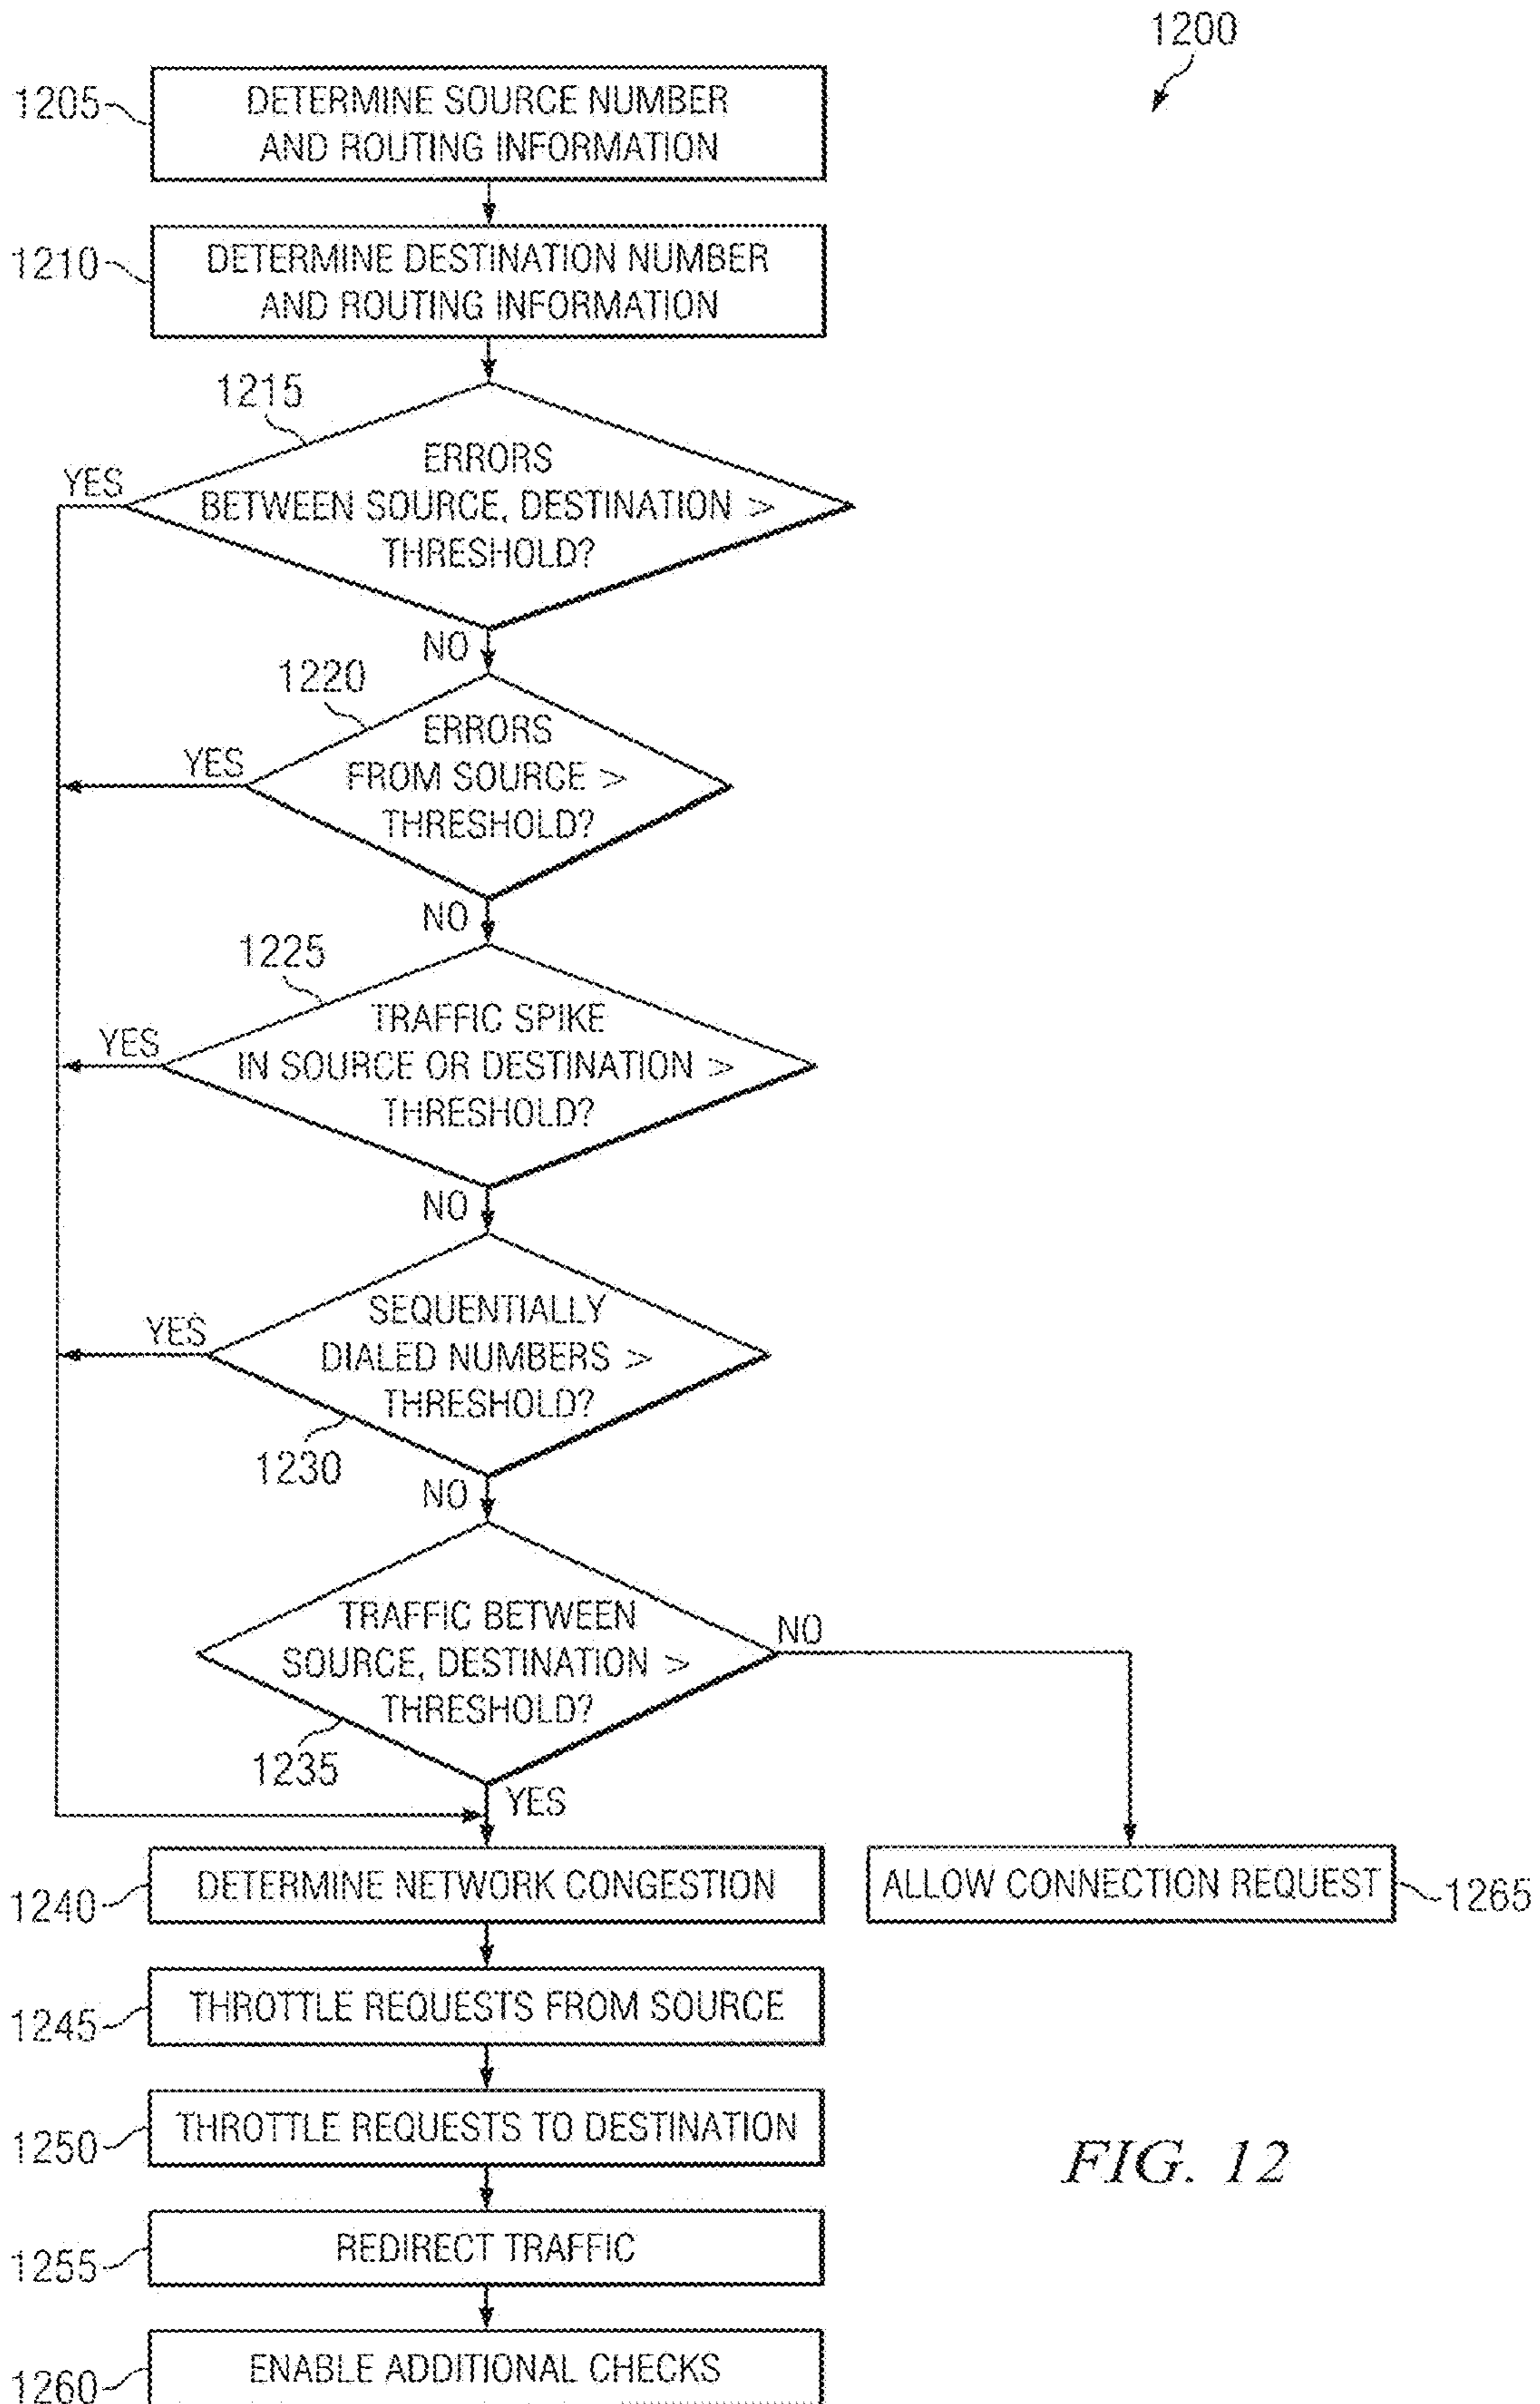 1200
1205
DETERMINE SOURCE NUMBER
AND ROUTING INFORMATION
1210
DETERMINE DESTINATION NUMBER
AND ROUTING INFORMATION
1215
ERRORS
BETWEEN SOURCE, DESTINATION >
THRESHOLD?
YES
NO
1220
ERRORS
FROM SOURCE >
THRESHOLD?
YES
NO
1225
TRAFFIC SPIKE
IN SOURCE OR DESTINATION >
THRESHOLD?
YES
NO
SEQUENTIALLY
DIALED NUMBERS >
THRESHOLD?
YES
1230
NO
TRAFFIC BETWEEN
SOURCE, DESTINATION >
THRESHOLD?
NO
1235
YES
1240
DETERMINE NETWORK CONGESTION
ALLOW CONNECTION REQUEST
1265
1245
THROTTLE REQUESTS FROM SOURCE
1250
THROTTLE REQUESTS TO DESTINATION
FIG. 12
1255
REDIRECT TRAFFIC
1260
ENABLE ADDITIONAL CHECKS